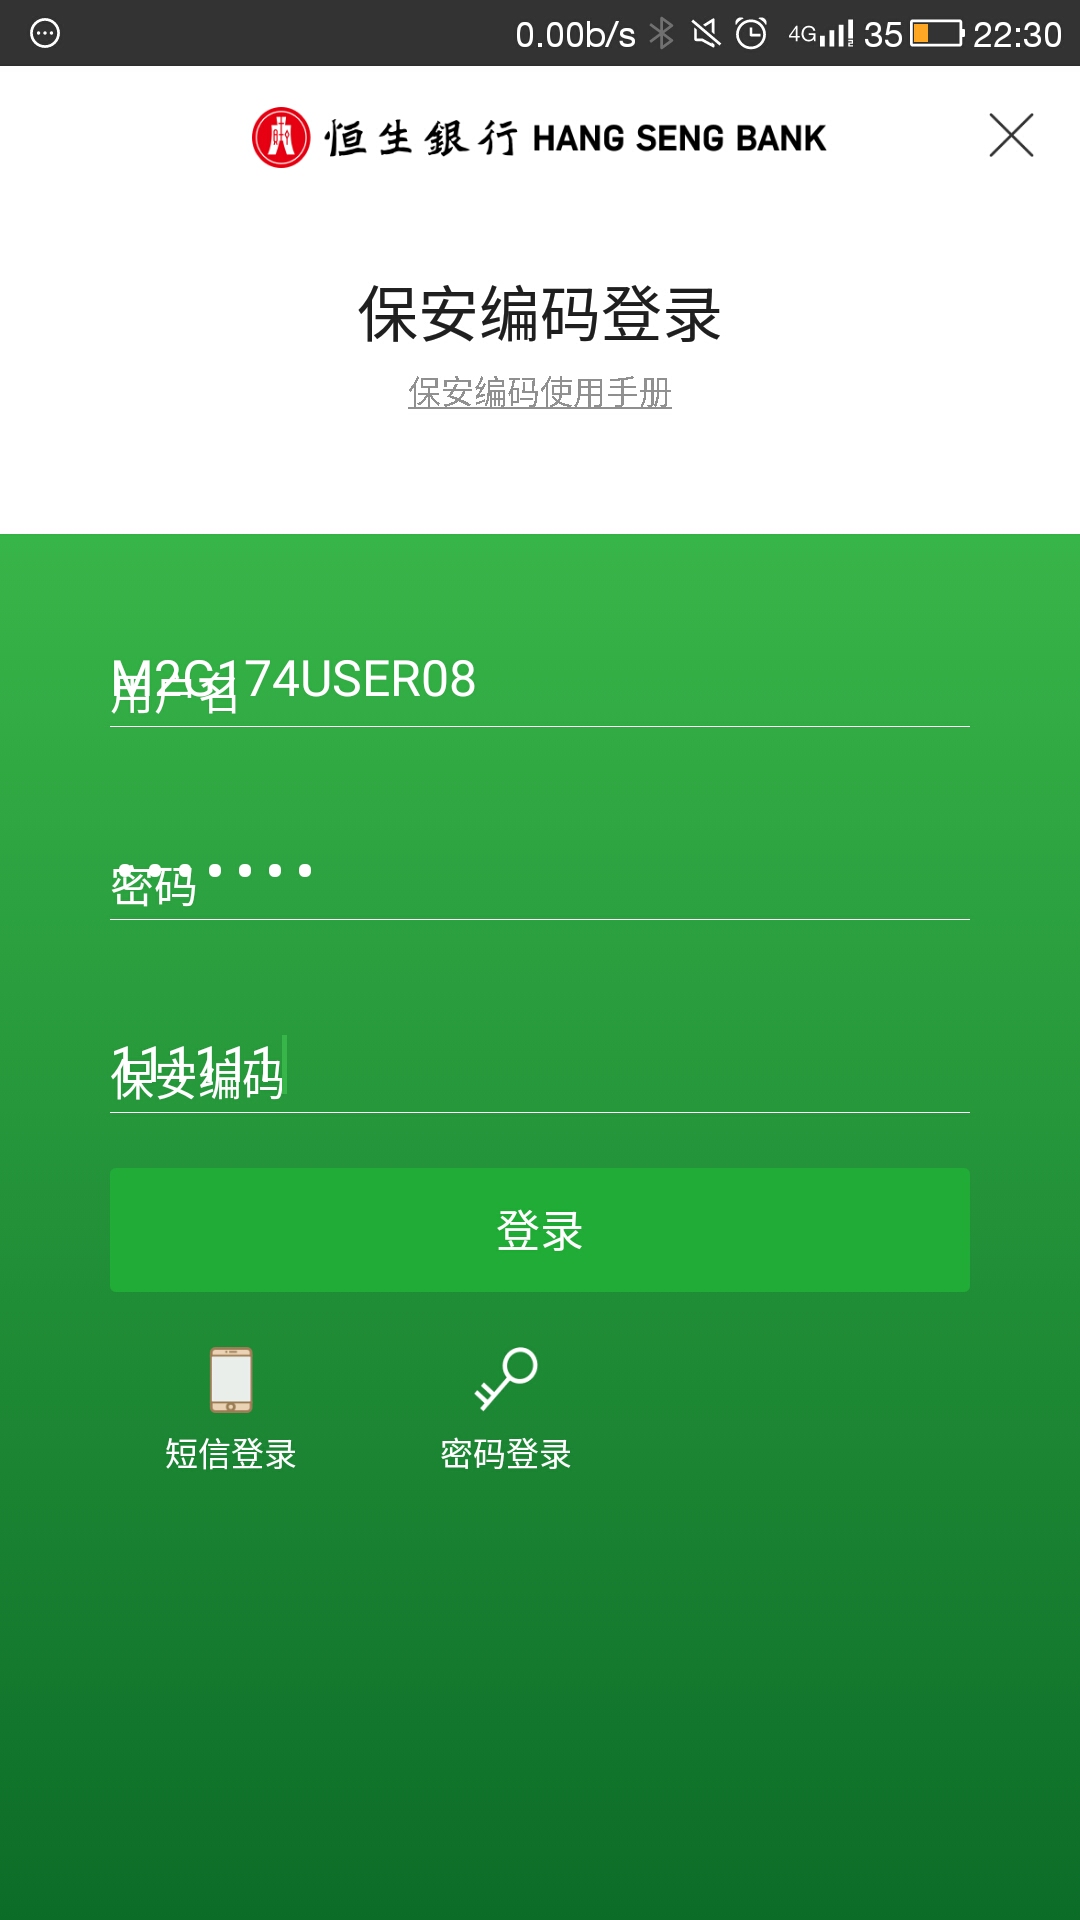 0.00b/s 4G 35 22:30
恒生銀行 HANG SENG BANK
保安编码登录
保安编码使用手册
M2G174USER08
用户名
密码
111111
保安编码
登录
短信登录 密码登录